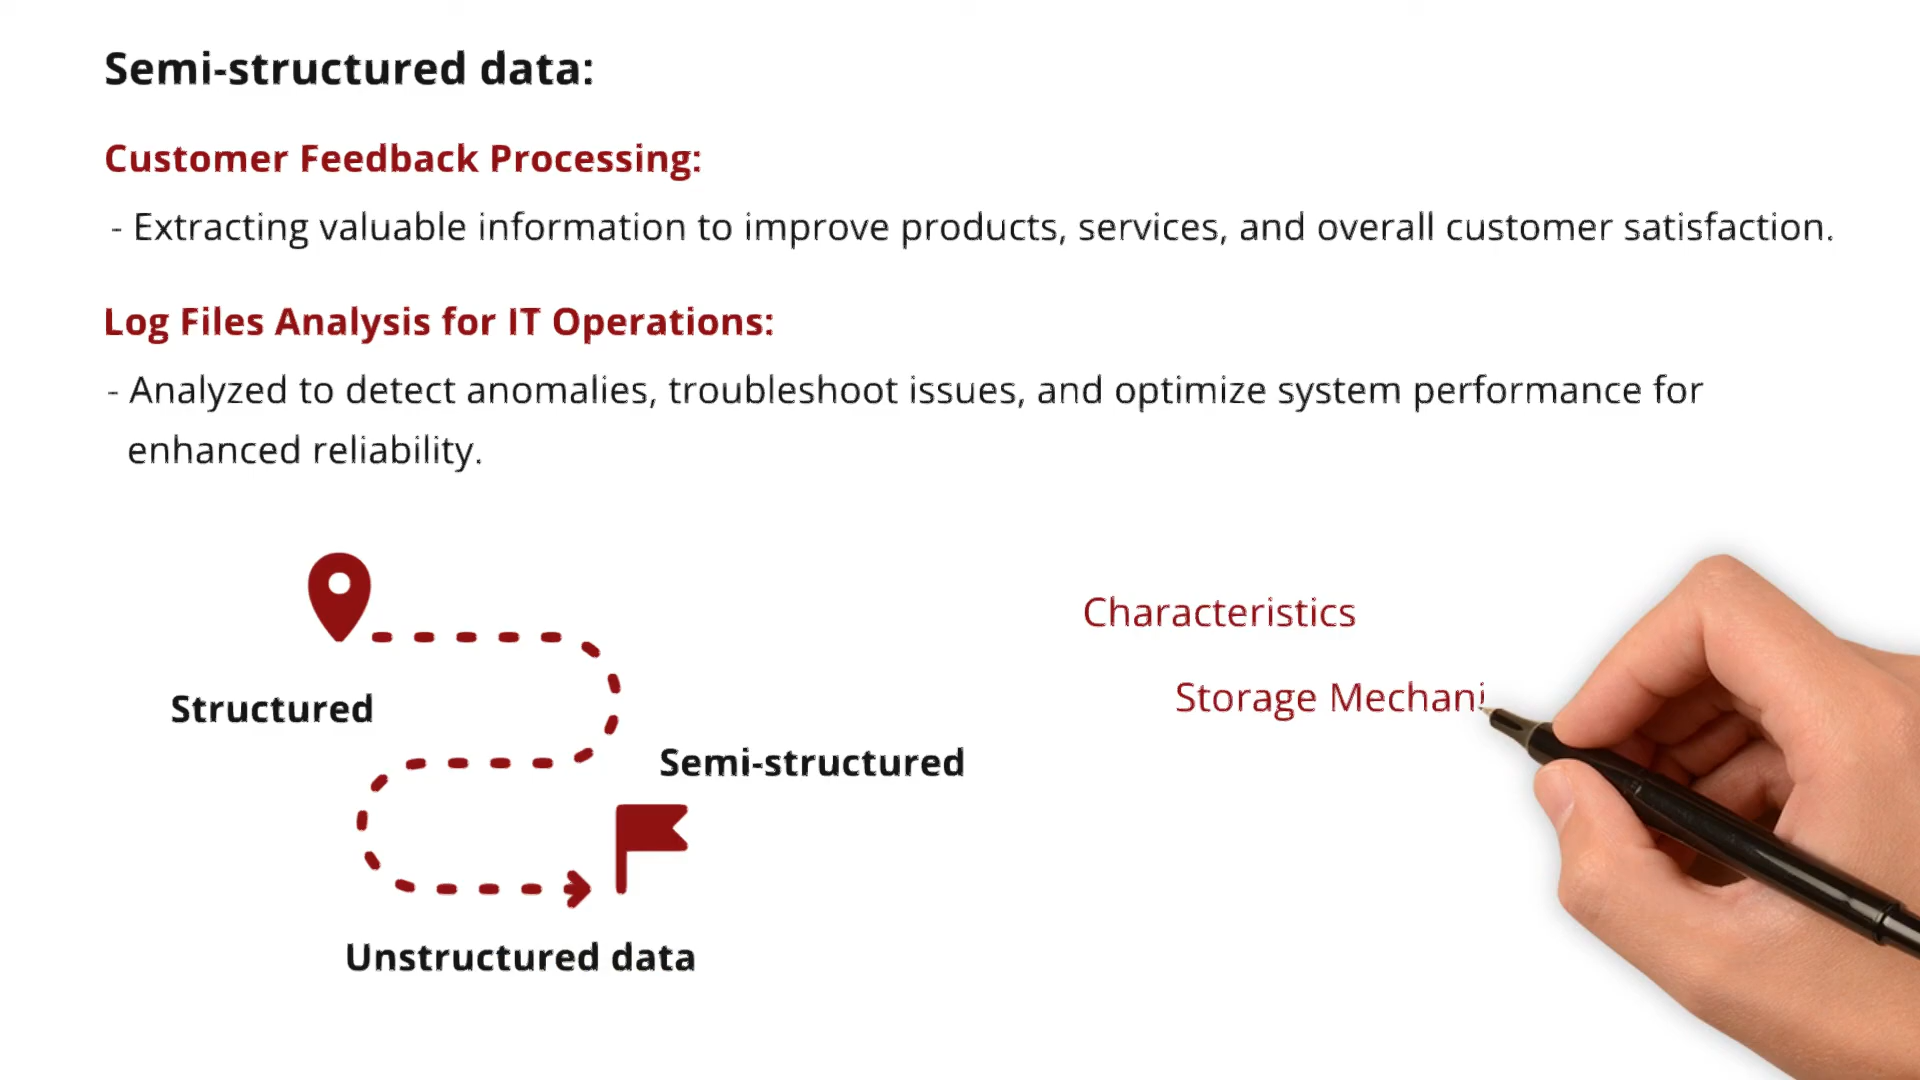 Semi-structured data:
Customer Feedback Processing:
- Extracting valuable information to improve products, services, and overall customer satisfaction.
Log Files Analysis for IT Operations:
- Analyzed to detect anomalies, troubleshoot issues, and optimize system performance for
enhanced reliability.
Structured
Semi-structured
Unstructured data
Characteristics
Storage Mechani